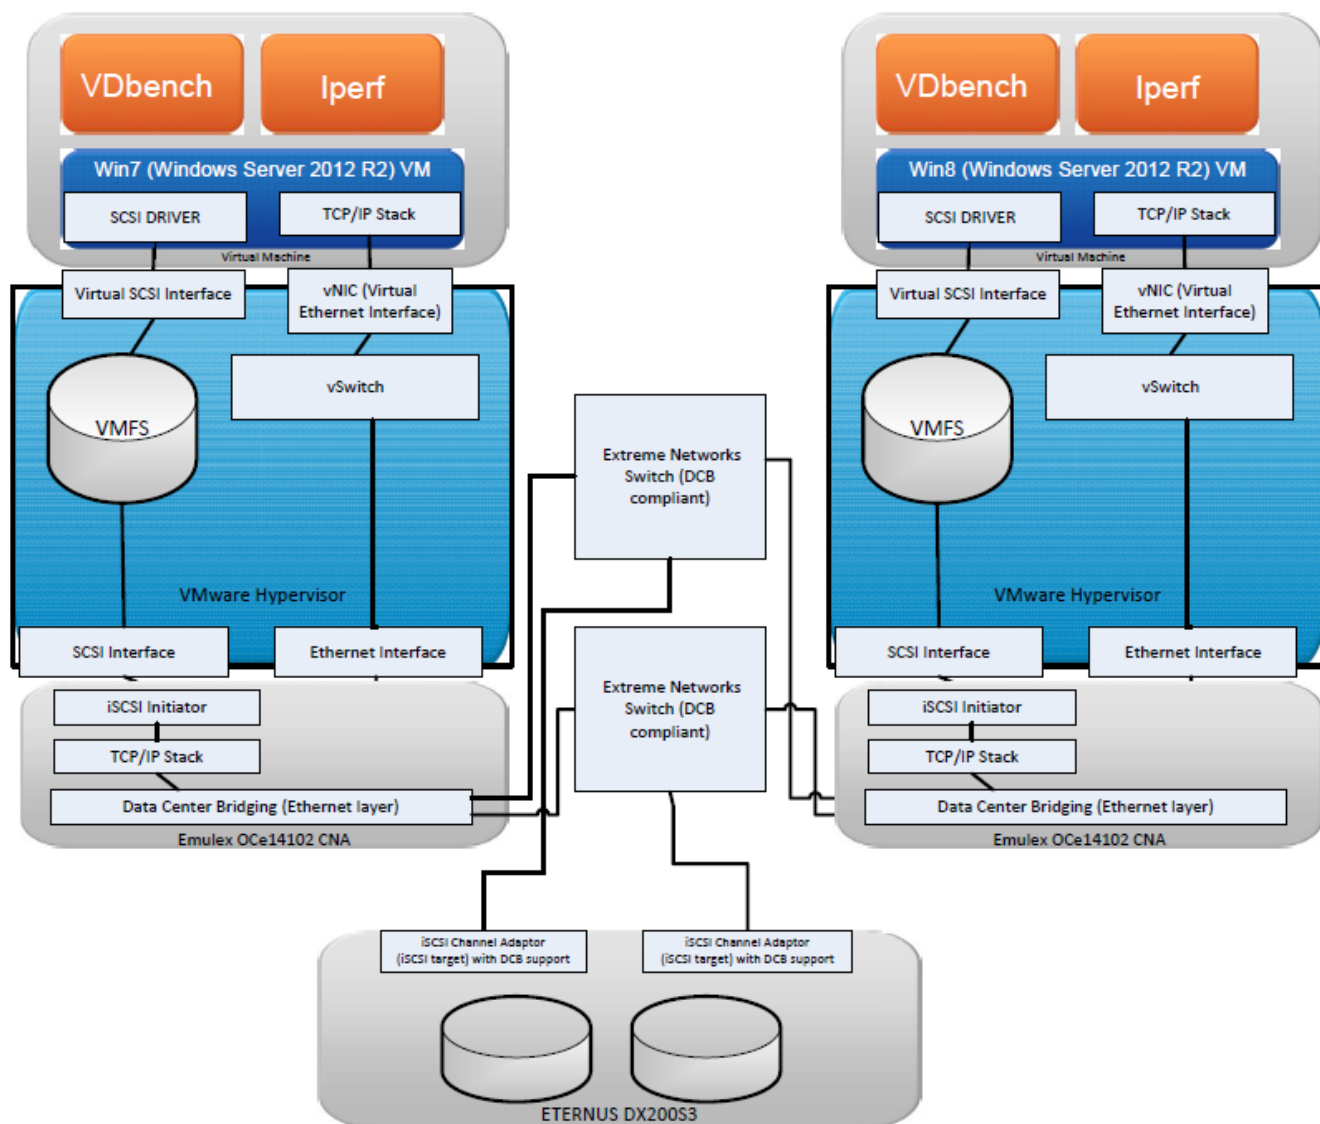 VDbench
Iperf
Win7 (Windows Server 2012 R2) VM
SCSI DRIVER
TCP/IP Stack
Virtual Machine
Virtual SCSI Interface
vNIC (Virtual
Ethernet Interface)
vSwitch
VMFS
VMware Hypervisor
SCSI Interface
Ethernet Interface
iSCSI Initiator
TCP/IP Stack
Data Center Bridging (Ethernet layer)
Emulex OCe14102 CNA
Extreme Networks
Switch (DCB
compliant)
Extreme Networks
Switch (DCB
compliant)
VDbench
Iperf
Win8 (Windows Server 2012 R2) VM
SCSI DRIVER
TCP/IP Stack
Virtual Machine
Virtual SCSI Interface
vNIC (Virtual
Ethernet Interface)
vSwitch
VMFS
VMware Hypervisor
SCSI Interface
Ethernet Interface
iSCSI Initiator
TCP/IP Stack
Data Center Bridging (Ethernet layer)
Emulex OCe14102 CNA
iSCSI Channel Adaptor
(iSCSI target) with DCB support
iSCSI Channel Adaptor
(iSCSI target) with DCB support
ETERNUS DX200S3